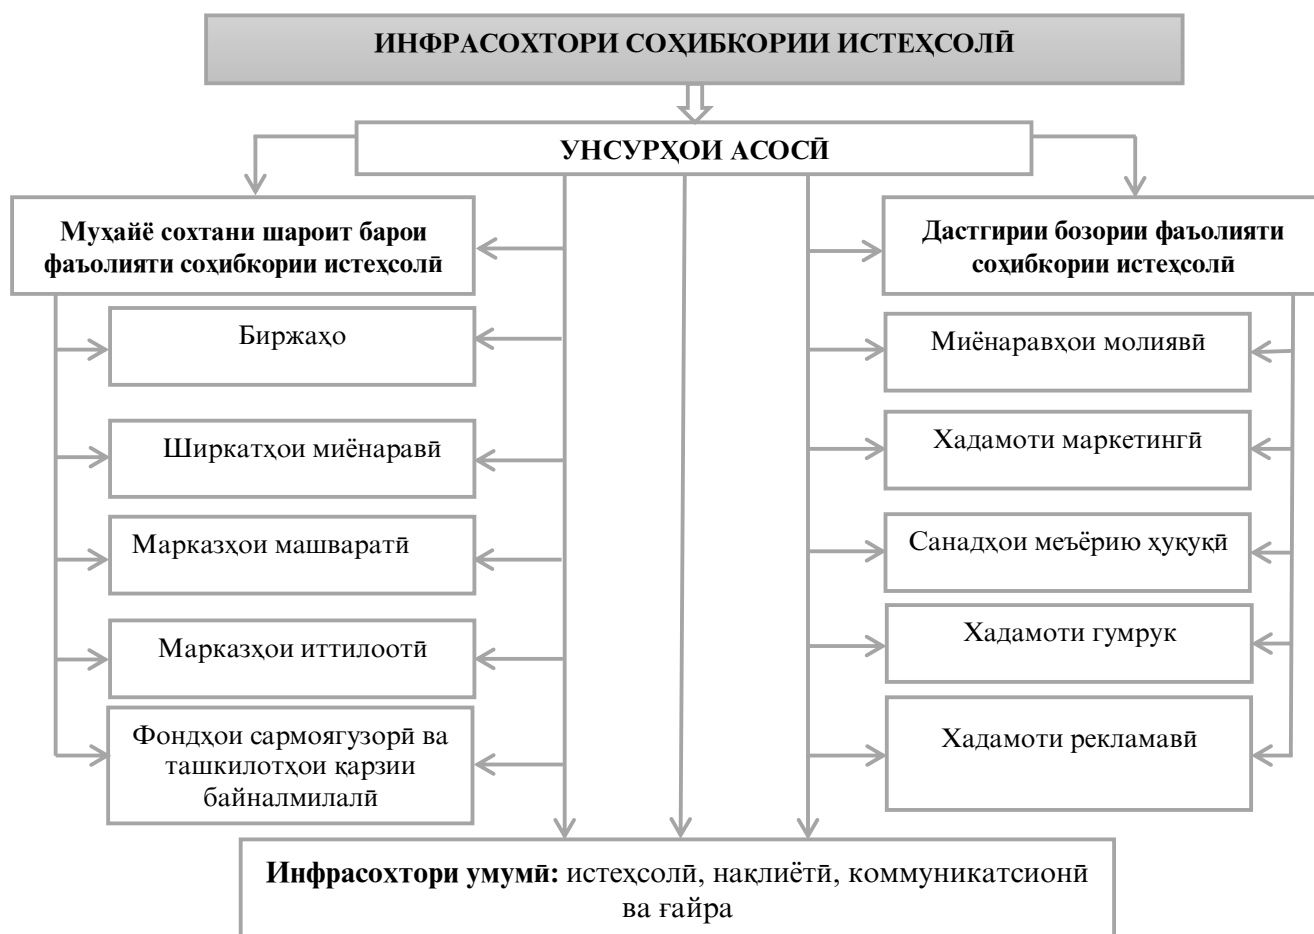 ИНФРАСОХТОРИ СОҲИБКОРИИ ИСТЕҲСОЛӢ
УНСУРҲОИ АСОСӢ
Муҳайё сохтани шароит барои
фаъолияти соҳибкории истеҳсолӣ
Биржаҳо
Ширкатҳои миёнаравӣ
Марказҳои машваратӣ
Марказҳои иттилоотӣ
Фондҳои сармоягузорӣ ва
ташкилотҳои қарзии
байналмилалӣ
Дастгирии бозории фаъолияти
соҳибкории истеҳсолӣ
Миёнаравҳои молиявӣ
Хадамоти маркетингӣ
Санадҳои меъёрию ҳуқуқӣ
Хадамоти гумрук
Хадамоти рекламавӣ
Инфрасохтори умумӣ: истеҳсолӣ, нақлиётӣ, коммуникатсионӣ
ва ғайра